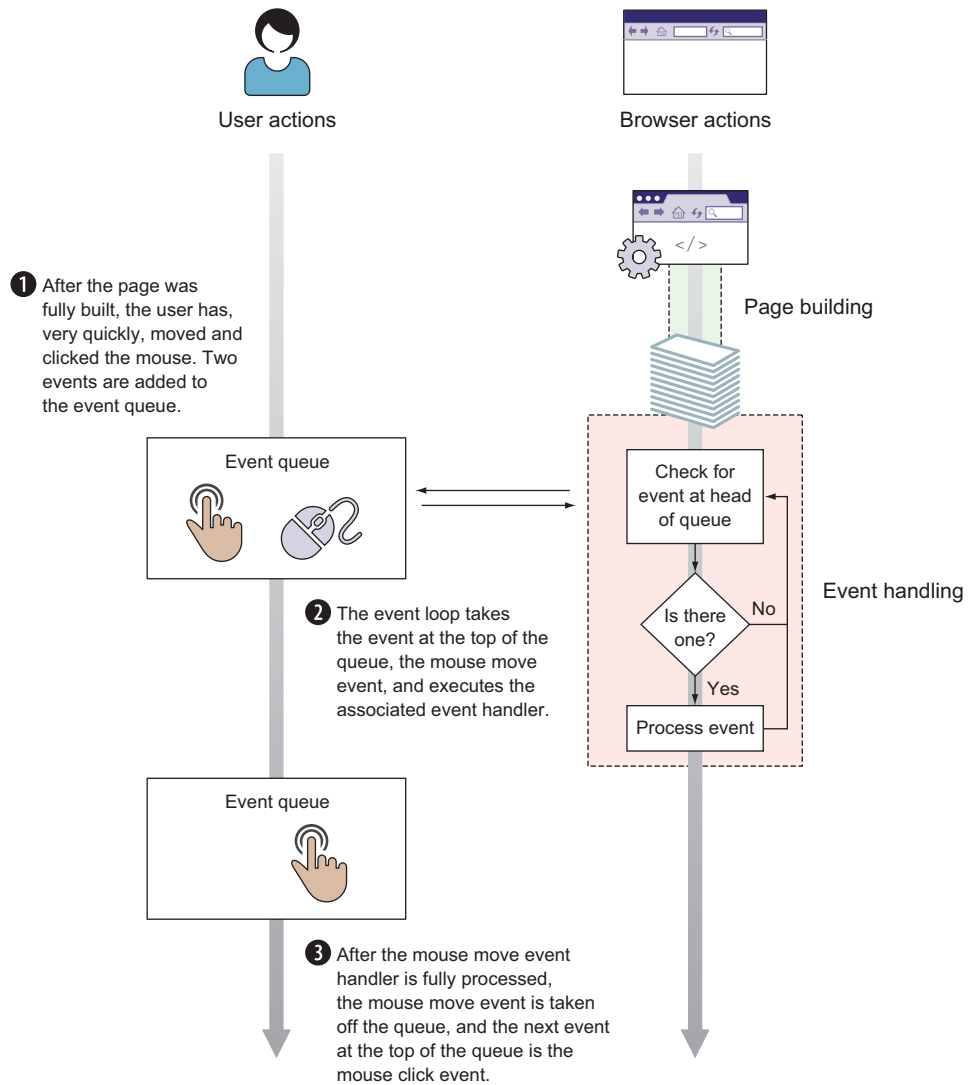 User actions
Browser actions
</>
Page building
1 After the page was
fully built, the user has,
very quickly, moved and
clicked the mouse. Two
events are added to
the event queue.
Event queue
Check for
event at head
of queue
Is there
one?
No
Yes
Process event
Event handling
2 The event loop takes
the event at the top of the
queue, the mouse move
event, and executes the
associated event handler.
Event queue
3 After the mouse move event
handler is fully processed,
the mouse move event is taken
off the queue, and the next event
at the top of the queue is the
mouse click event.